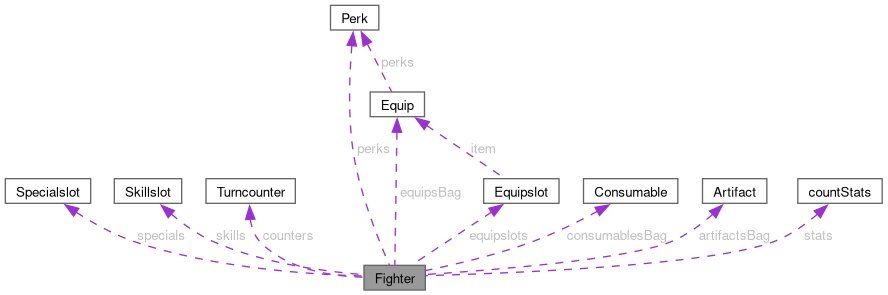 Perk
perks
Equip
perks
item
Specialslot
Skillslot
Turncounter
equipsBag
Equipslot
Consumable
Artifact
countStats
specials
skills
counters
equipslots
consumablesBag
artifactsBag
stats
Fighter